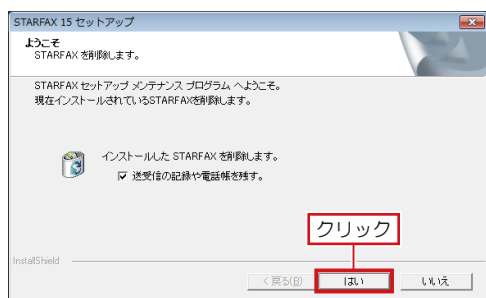 STARFAX 15 セットアップ
ようこそ
STARFAX を削除します。
STARFAX セットアップ メンテナンス プログラム へようこそ。
現在インストールされているSTARFAXを削除します。
インストールした STARFAX を削除します。
送受信の記録や電話帳を残す。
クリック
InstallShield
< 戻る(B)
はい
いいえ